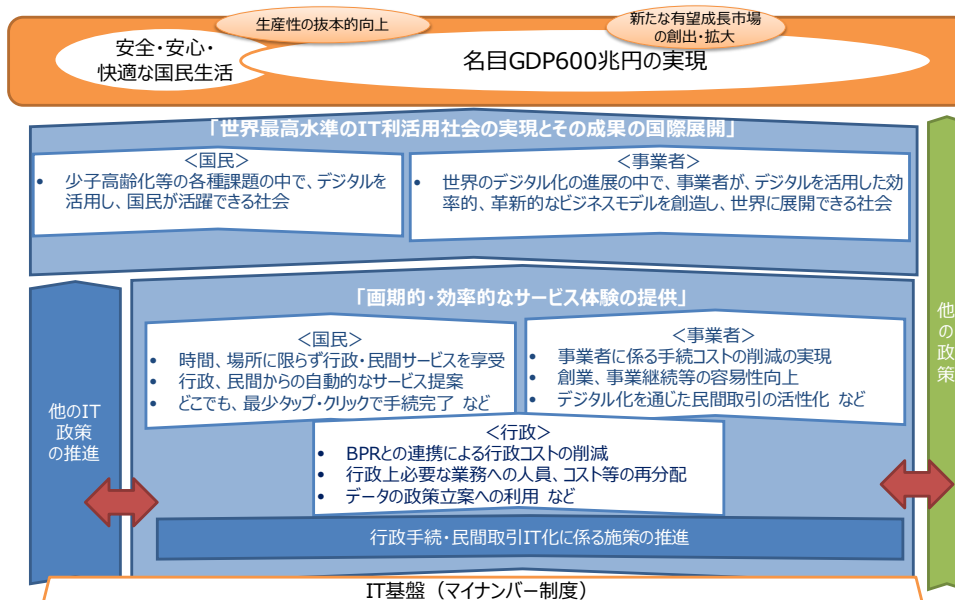 生産性の抜本的向上
新たな有望成長市場
の創出・拡大
安全・安心・
快適な国民生活
名目GDP600兆円の実現
「世界最高水準のIT利活用社会の実現とその成果の国際展開」
＜国民＞
• 少子高齢化等の各種課題の中で、デジタルを
活用し、国民が活躍できる社会
＜事業者＞
• 世界のデジタル化の進展の中で、事業者が、デジタルを活用した効
率的、革新的なビジネスモデルを創造し、世界に展開できる社会
「画期的・効率的なサービス体験の提供」
＜国民＞
• 時間、場所に限らず行政・民間サービスを享受
• 行政、民間からの自動的なサービス提案
• どこでも、最少タップ・クリックで手続完了 など
＜事業者＞
• 事業者に係る手続コストの削減の実現
• 創業、事業継続等の容易性向上
• デジタル化を通じた民間取引の活性化 など
＜行政＞
• BPRとの連携による行政コストの削減
• 行政上必要な業務への人員、コスト等の再分配
• データの政策立案への利用 など
他のIT
政策
の推進
他
の
政
策
行政手続・民間取引IT化に係る施策の推進
IT基盤（マイナンバー制度）